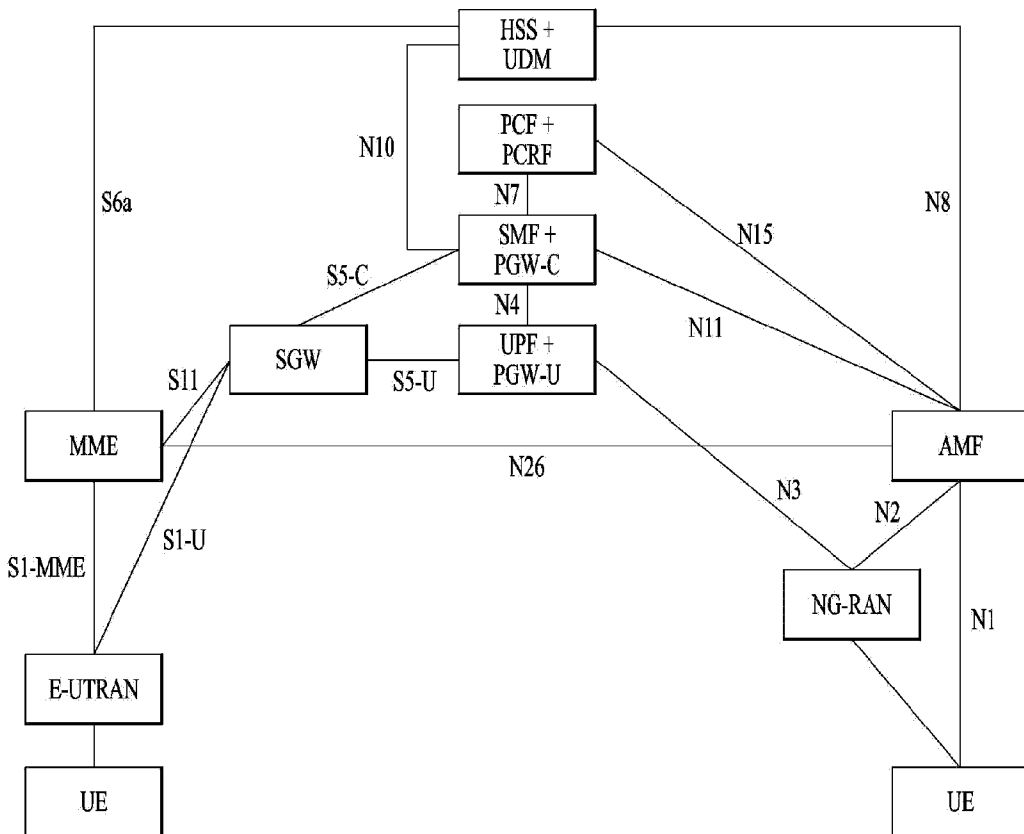 HSS +
UDM
PCF +
PCRF
N10
N7
S6a
N8
SMF +
PGW-C
N15
S5-C
N4
N11
SGW
UPF +
PGW-U
S11
S5-U
MME
AMF
N26
N3
N2
S1-U
S1-MME
NG-RAN
N1
E-UTRAN
UE
UE